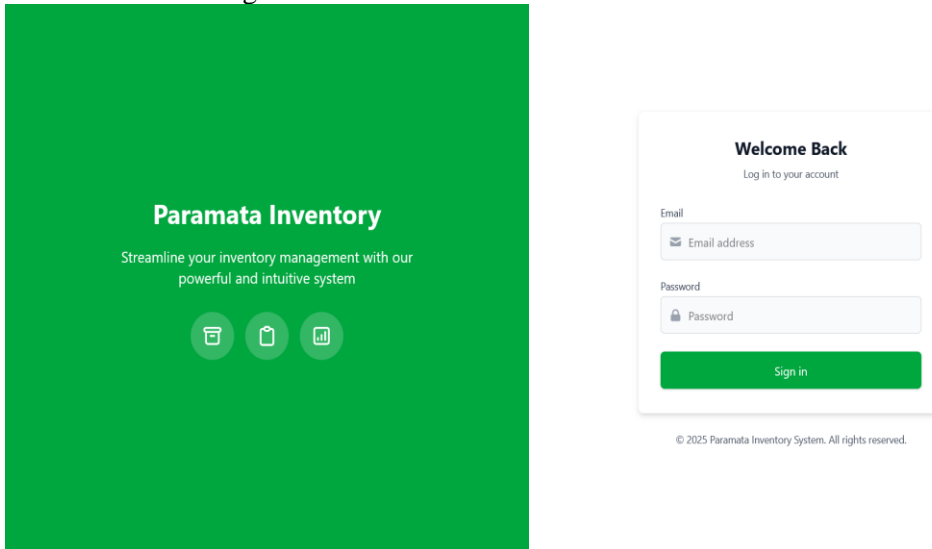 Paramata Inventory
Streamline your inventory management with our
powerful and intuitive system
Welcome Back
Log in to your account
Email
Email address
Password
Password
Sign in
© 2025 Paramata Inventory System. All rights reserved.